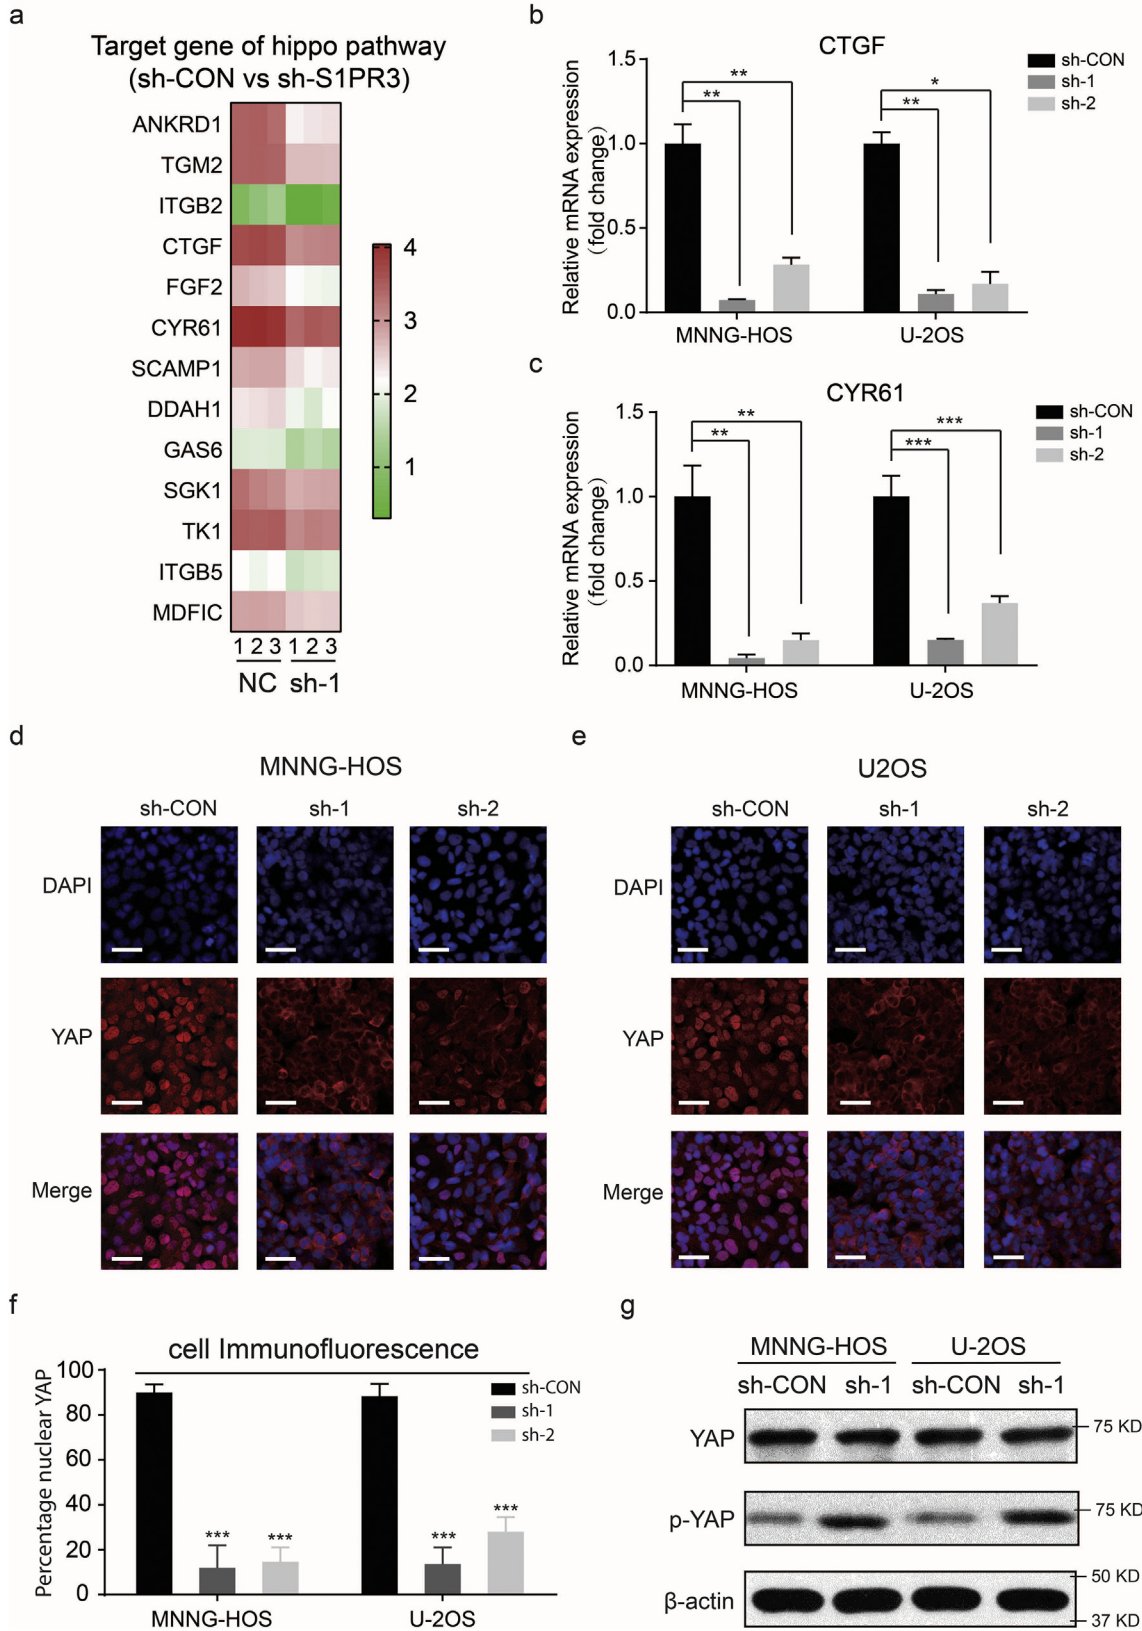 a
Target gene of hippo pathway
(sh-CON vs sh-S1PR3)
ANKRD1
TGM2
ITGB2
CTGF
FGF2
CYR61
SCAMP1
DDAH1
GAS6
SGK1
TK1
ITGB5
MDFIC
1 2 3 1 2 3
NC sh-1
4
3
2
1
b
CTGF
Relative mRNA expression
(fold change)
1.5
1.0
0.5
0.0
** ** ** *
MNNG-HOS U-2OS
sh-CON
sh-1
sh-2
c
CYR61
Relative mRNA expression
(fold change)
1.5
1.0
0.5
0.0
** ** *** ***
MNNG-HOS U-2OS
sh-CON
sh-1
sh-2
d
MNNG-HOS
sh-CON sh-1 sh-2
DAPI
YAP
Merge
e
U2OS
sh-CON sh-1 sh-2
DAPI
YAP
Merge
f
cell Immunofluorescence
Percentage nuclear YAP
100
80
60
40
20
0
*** *** *** ***
MNNG-HOS U-2OS
sh-CON
sh-1
sh-2
g
MNNG-HOS U-2OS
sh-CON sh-1 sh-CON sh-1
YAP 75 KD
p-YAP 75 KD
β-actin 50 KD
37 KD